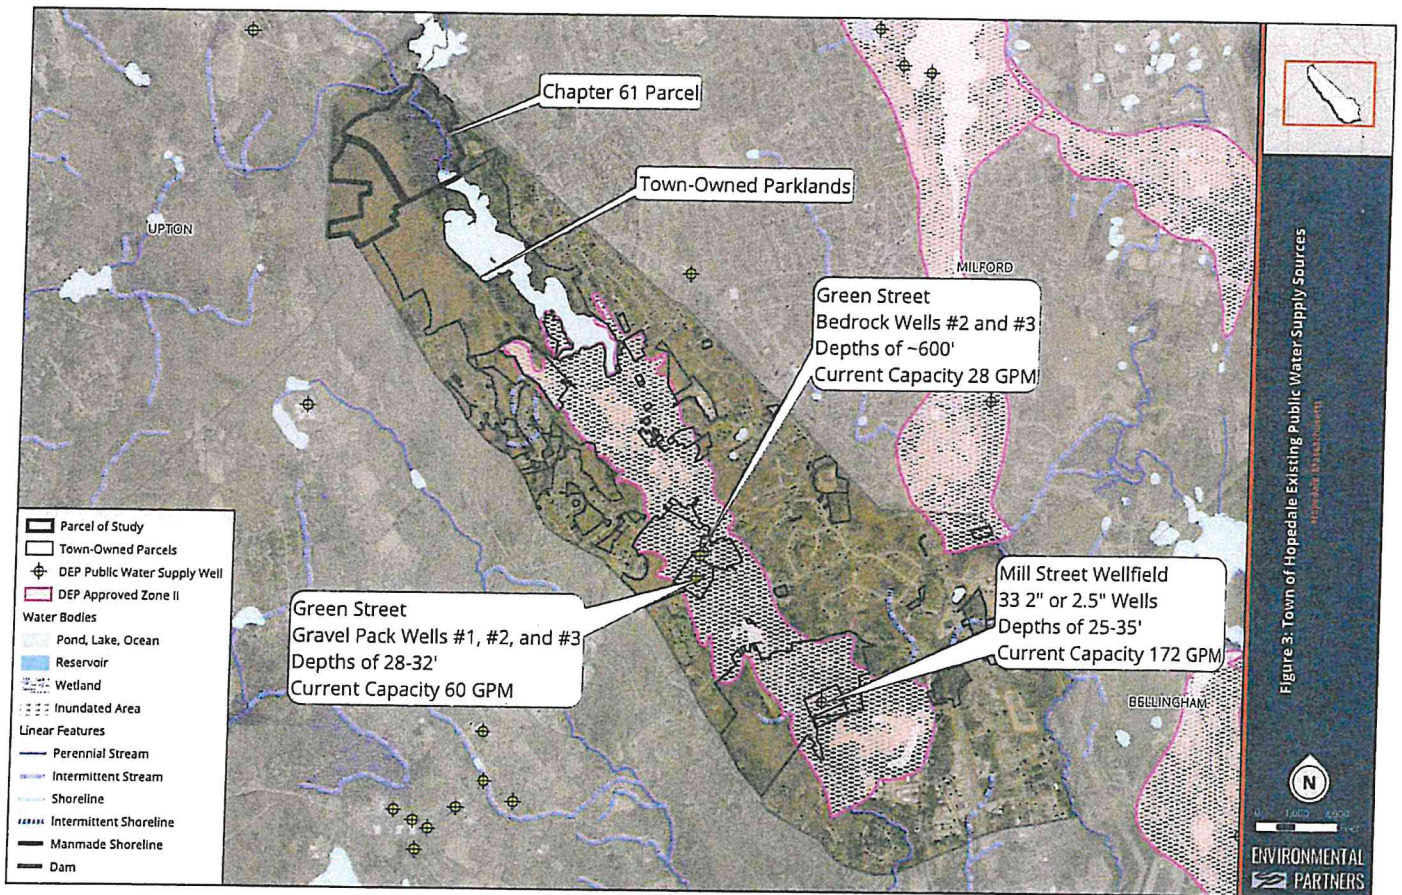 Chapter 61 Parcel
Town-Owned Parklands
UPTON
MILFORD
Green Street
Bedrock Wells #2 and #3
Depths of ~600'
Current Capacity 28 GPM
Green Street
Gravel Pack Wells #1, #2, and #3
Depths of 28-32'
Current Capacity 60 GPM
Mill Street Wellfield
33 2" or 2.5" Wells
Depths of 25-35'
Current Capacity 172 GPM
BELLINGHAM
Parcel of Study
Town-Owned Parcels
DEP Public Water Supply Well
DEP Approved Zone II
Water Bodies
Pond, Lake, Ocean
Reservoir
Wetland
Inundated Area
Linear Features
Perennial Stream
Intermittent Stream
Shoreline
Intermittent Shoreline
Manmade Shoreline
Dam
Figure 3: Town of Hopedale Existing Public Water Supply Sources
Hopedale, Massachusetts
N
ENVIRONMENTAL
PARTNERS